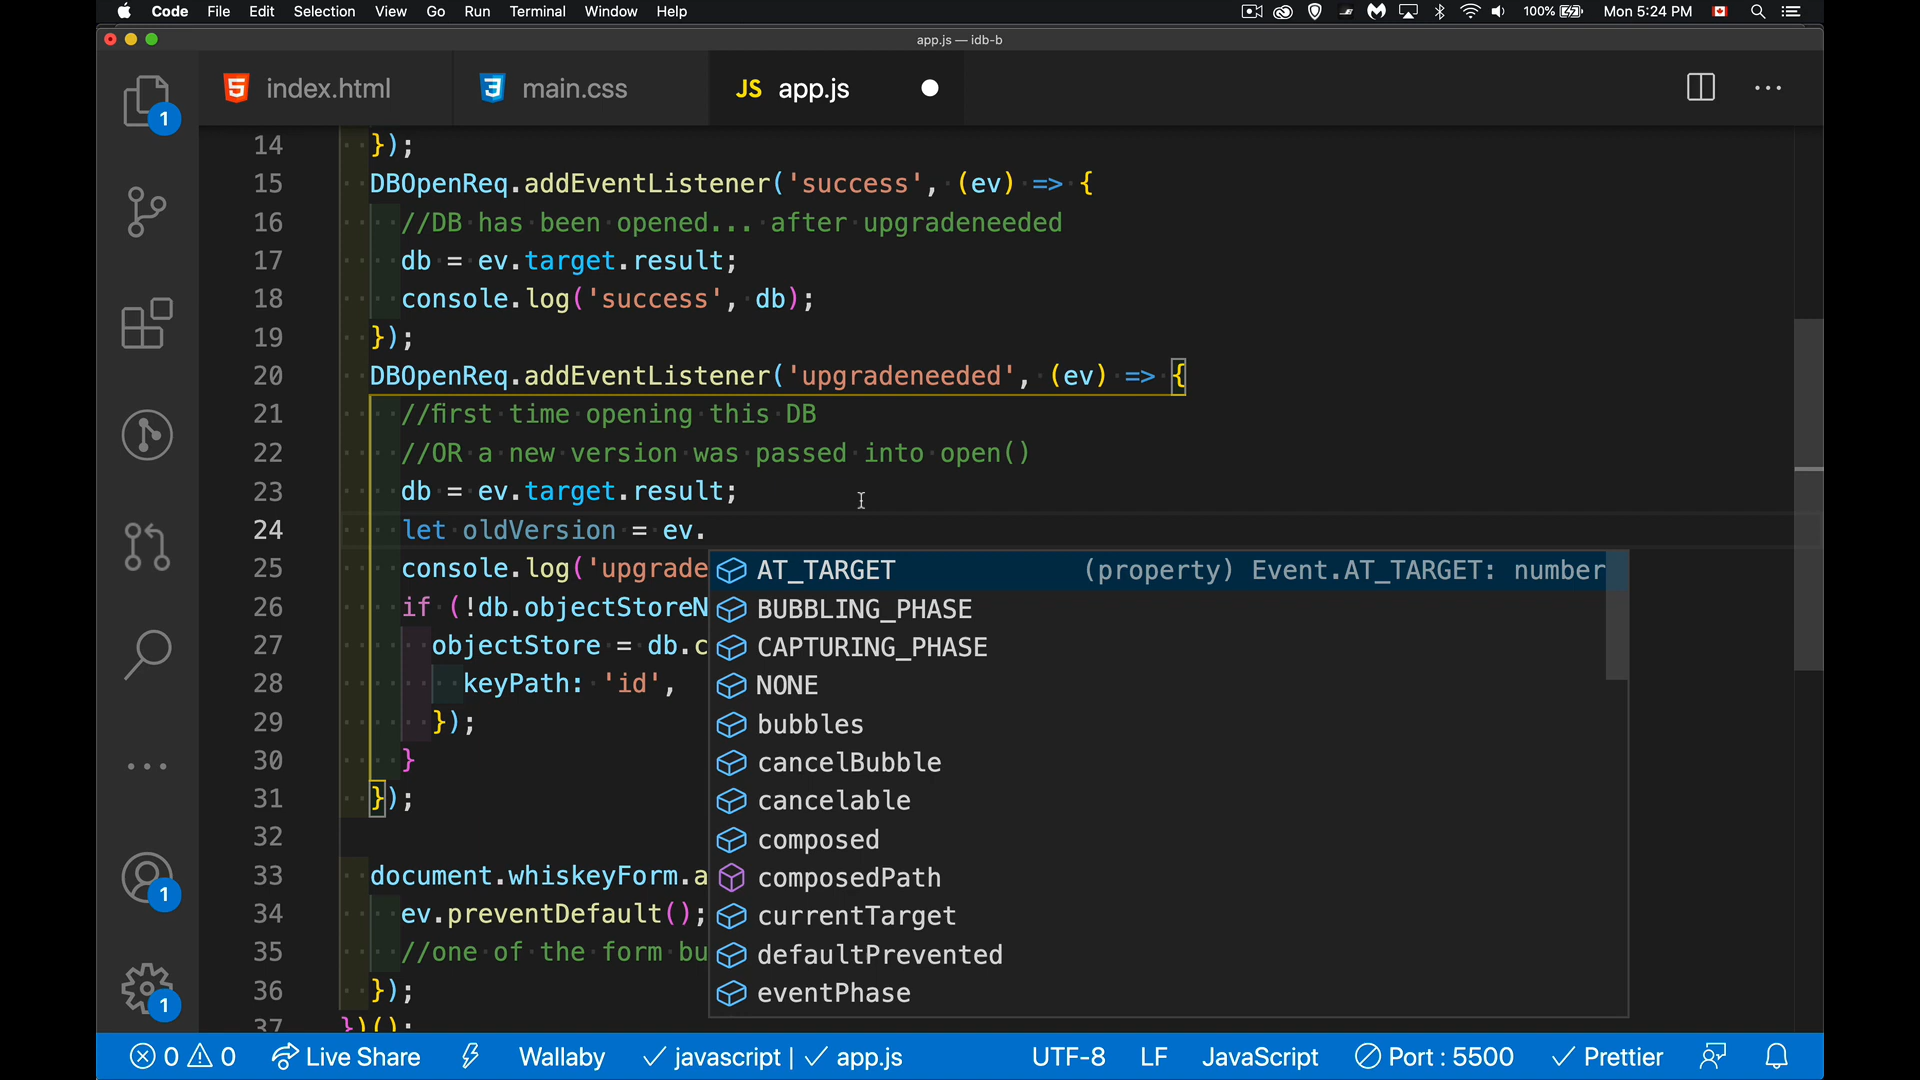 Code File Edit Selection View Go Run Terminal Window Help 100% Mon 5:24 PM
app.js — idb-b
index.html main.css JS app.js
14 });
15 DBOpenReq.addEventListener('success', (ev) => {
16 //DB has been opened... after upgradeneeded
17 db = ev.target.result;
18 console.log('success', db);
19 });
20 DBOpenReq.addEventListener('upgradeneeded', (ev) => {
21 //first time opening this DB
22 //OR a new version was passed into open()
23 db = ev.target.result;
24 let oldVersion = ev.
25 console.log('upgrade
26 if (!db.objectStoreN
27 objectStore = db.c
28 keyPath: 'id',
29 });
30 }
31 });
32
33 document.whiskeyForm.a
34 ev.preventDefault();
35 //one of the form bu
36 });
37 })();
AT_TARGET (property) Event.AT_TARGET: number
BUBBLING_PHASE
CAPTURING_PHASE
NONE
bubbles
cancelBubble
cancelable
composed
composedPath
currentTarget
defaultPrevented
eventPhase
1
1
1
0 0 Live Share Wallaby javascript | app.js UTF-8 LF JavaScript Port : 5500 Prettier